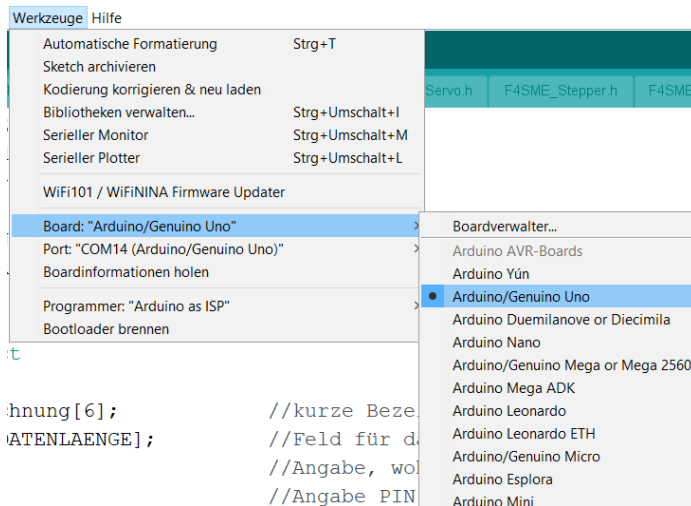 Werkzeuge Hilfe
Automatische Formatierung Strg+T
Sketch archivieren
Kodierung korrigieren & neu laden
Bibliotheken verwalten... Strg+Umschalt+I
Serieller Monitor Strg+Umschalt+M
Serieller Plotter Strg+Umschalt+L
WiFi101 / WiFiNINA Firmware Updater
Board: "Arduino/Genuino Uno"
Port: "COM14 (Arduino/Genuino Uno)"
Boardinformationen holen
Programmer: "Arduino as ISP"
Bootloader brennen
Servo.h F4SME_Stepper.h F4SME
Boardverwalter...
Arduino AVR-Boards
Arduino Yún
Arduino/Genuino Uno
Arduino Duemilanove or Diecimila
Arduino Nano
Arduino/Genuino Mega or Mega 2560
Arduino Mega ADK
Arduino Leonardo
Arduino Leonardo ETH
Arduino/Genuino Micro
Arduino Esplora
Arduino Mini
ct
hnung[6]; //kurze Beze
DATENLAENGE]; //Feld für d
//Angabe, wo
//Angabe PIN